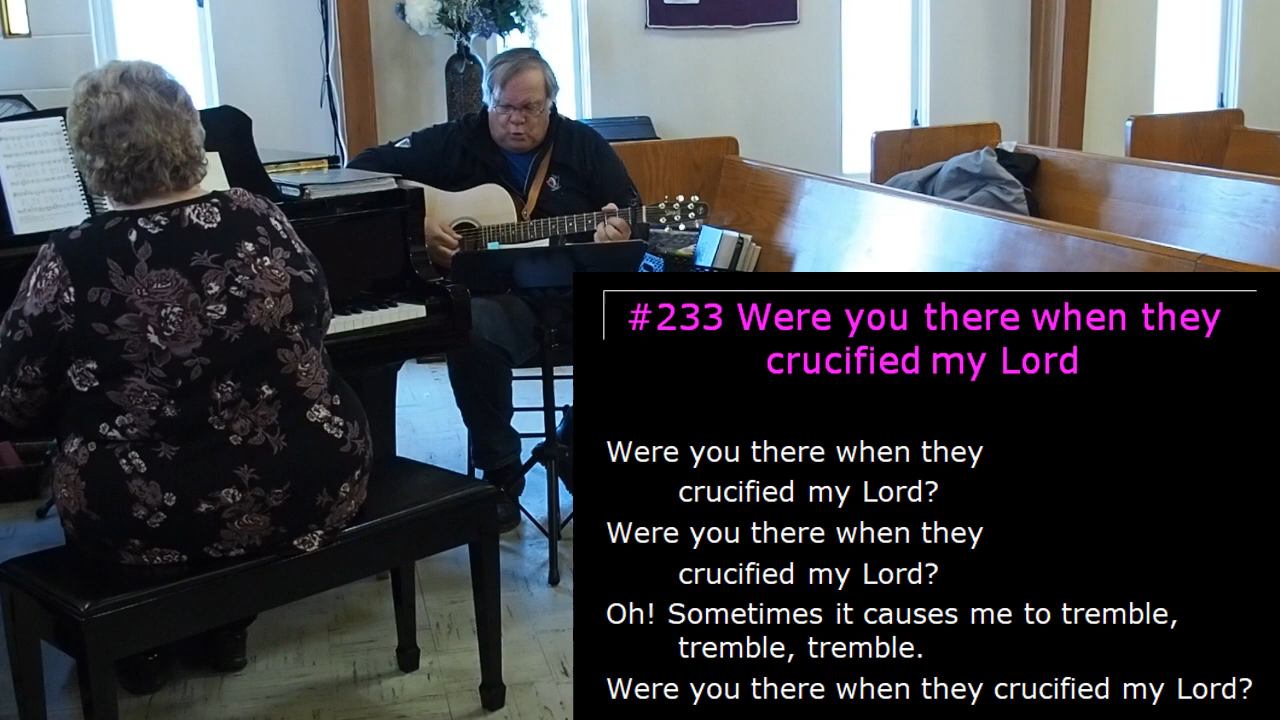 #233 Were you there when they
crucified my Lord
Were you there when they
crucified my Lord?
Were you there when they
crucified my Lord?
Oh! Sometimes it causes me to tremble,
tremble, tremble.
Were you there when they crucified my Lord?